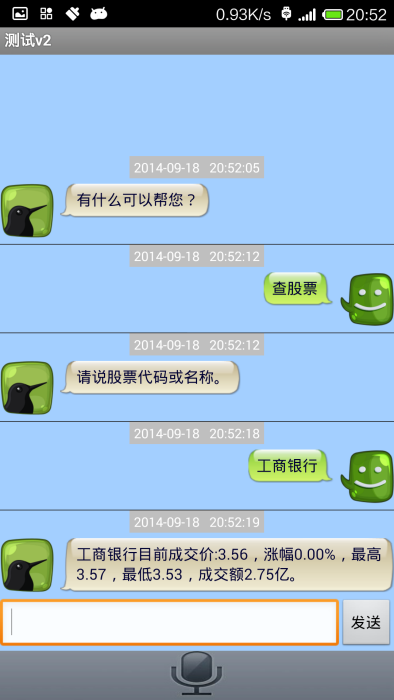 0.93K/s 20:52
测试v2
2014-09-18 20:52:05
有什么可以帮您？
2014-09-18 20:52:12
查股票
2014-09-18 20:52:12
请说股票代码或名称。
2014-09-18 20:52:18
工商银行
2014-09-18 20:52:19
工商银行目前成交价:3.56，涨幅0.00%，最高
3.57，最低3.53，成交额2.75亿。
发送